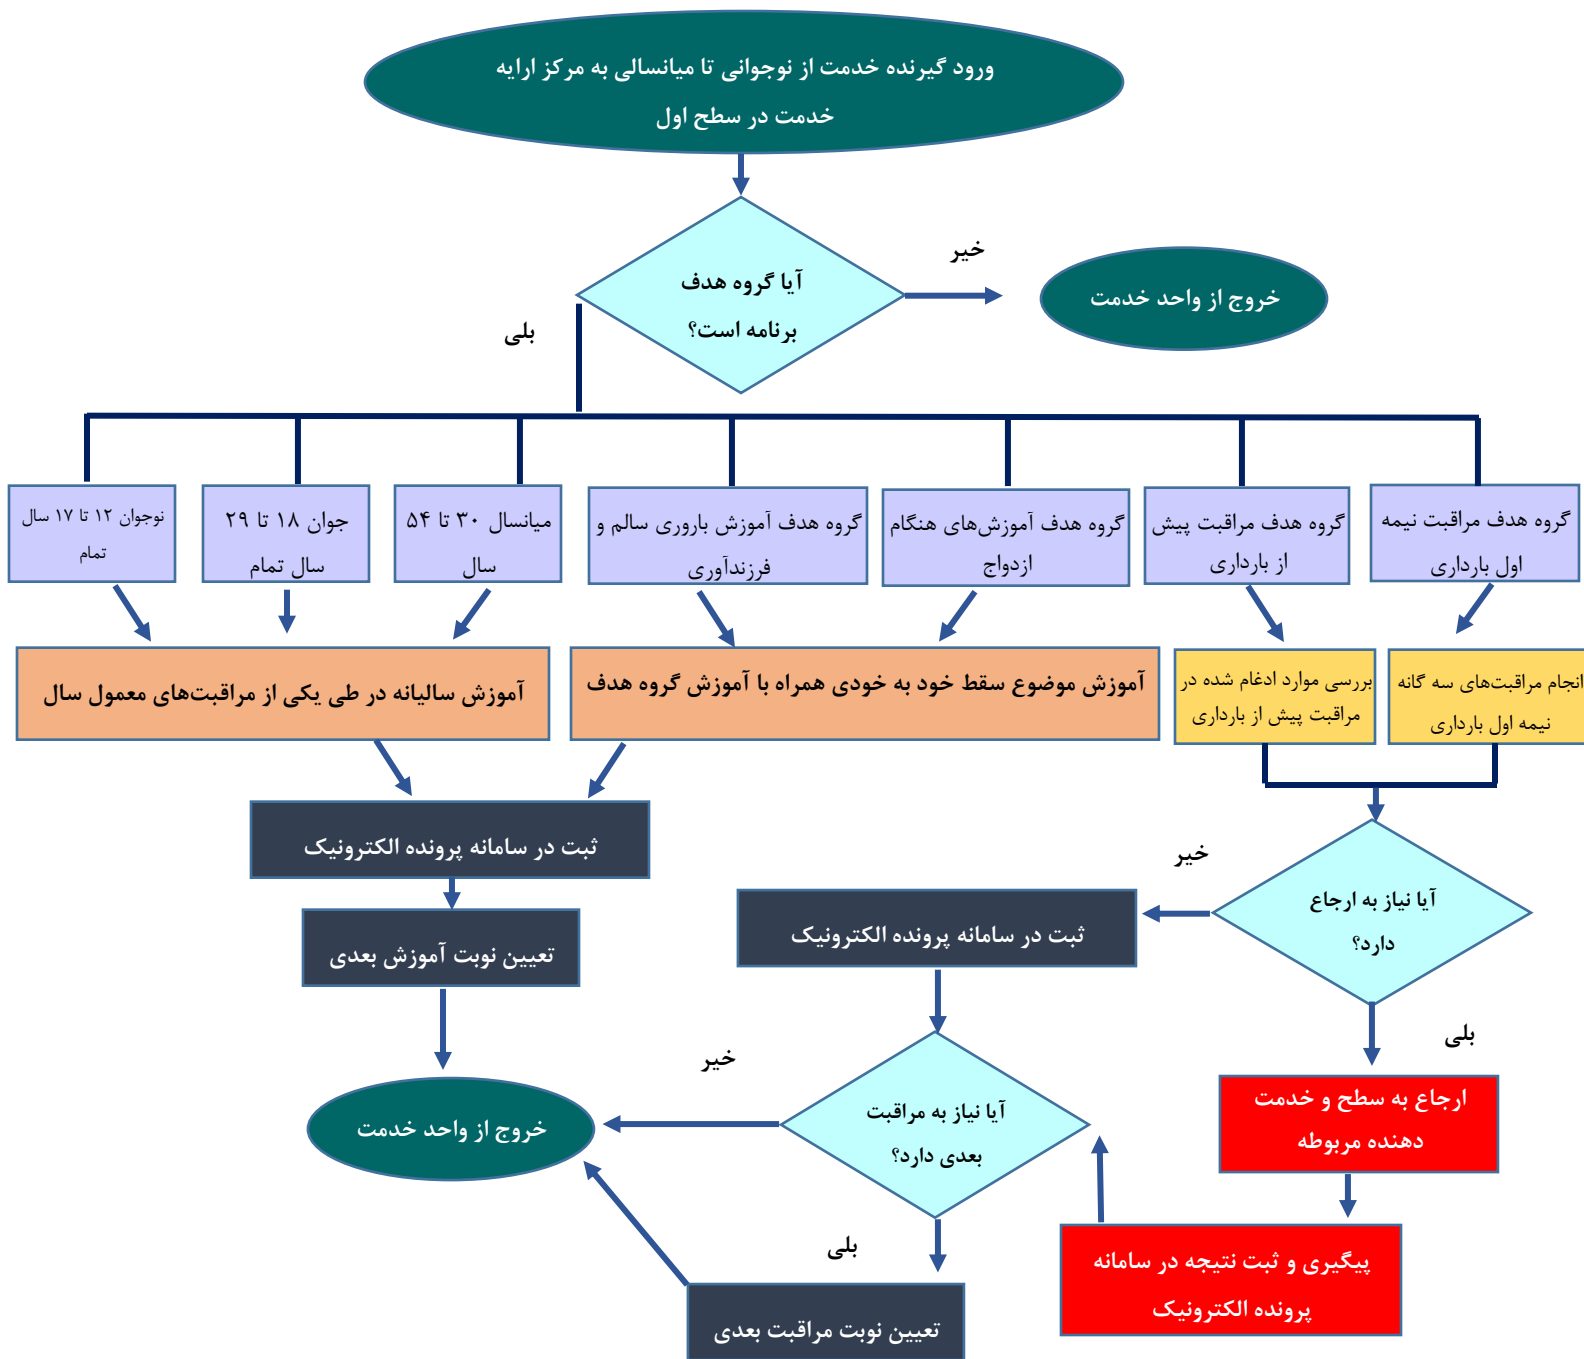 ورود گیرنده خدمت از نوجوانی تا میانسالی به مرکز ارایه
خدمت در سطح اول
آیا گروه هدف
برنامه است؟
خیر
خروج از واحد خدمت
بلی
گروه هدف مراقبت نیمه
اول بارداری
گروه هدف مراقبت پیش
از بارداری
گروه هدف آموزش‌های هنگام
ازدواج
گروه هدف آموزش باروری سالم و
فرزندآوری
میانسال ۳۰ تا ۵۴
سال
جوان ۱۸ تا ۲۹
سال تمام
نوجوان ۱۲ تا ۱۷ سال
تمام
انجام مراقبت‌های سه گانه
نیمه اول بارداری
بررسی موارد ادغام شده در
مراقبت پیش از بارداری
آموزش موضوع سقط خود به خودی همراه با آموزش گروه هدف
آموزش سالیانه در طی یکی از مراقبت‌های معمول سال
ثبت در سامانه پرونده الکترونیک
تعیین نوبت آموزش بعدی
آیا نیاز به ارجاع
دارد؟
خیر
ثبت در سامانه پرونده الکترونیک
بلی
ارجاع به سطح و خدمت
دهنده مربوطه
پیگیری و ثبت نتیجه در سامانه
پرونده الکترونیک
آیا نیاز به مراقبت
بعدی دارد؟
خیر
خروج از واحد خدمت
بلی
تعیین نوبت مراقبت بعدی